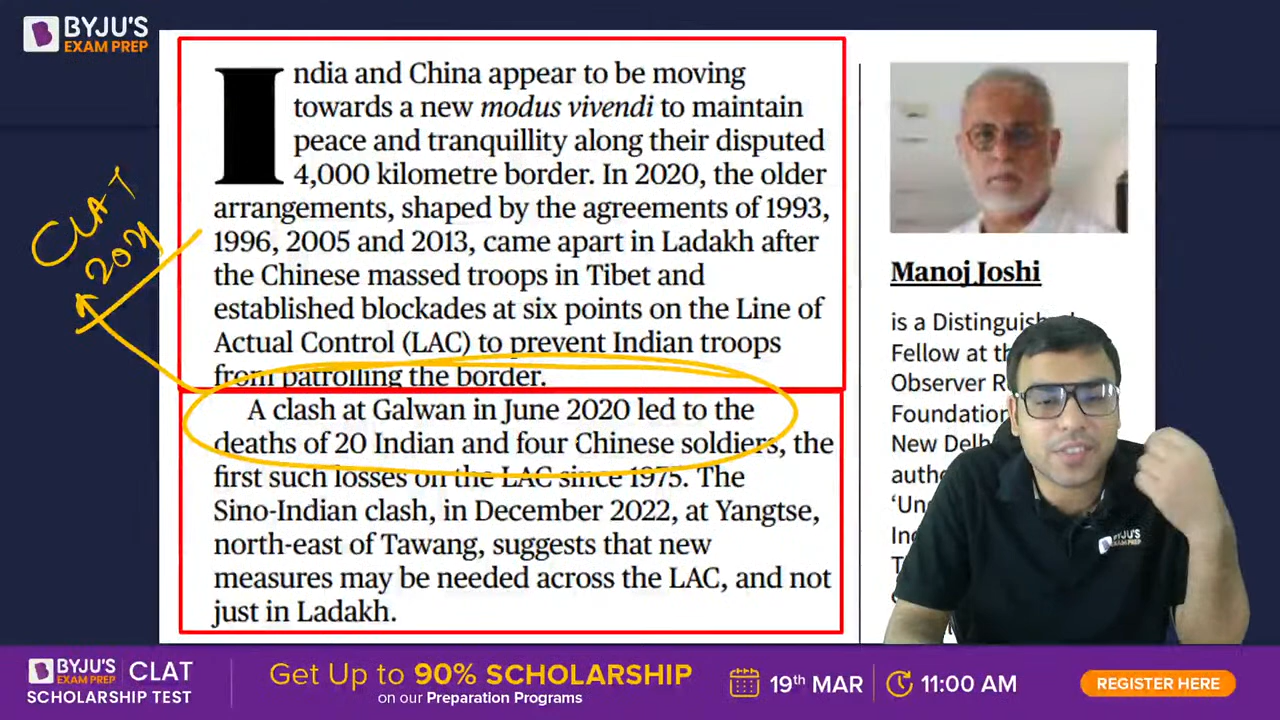 BYJU'S
EXAM PREP
India and China appear to be moving
towards a new modus vivendi to maintain
peace and tranquillity along their disputed
4,000 kilometre border. In 2020, the older
arrangements, shaped by the agreements of 1993,
1996, 2005 and 2013, came apart in Ladakh after
the Chinese massed troops in Tibet and
established blockades at six points on the Line of
Actual Control (LAC) to prevent Indian troops
from patrolling the border.
A clash at Galwan in June 2020 led to the
deaths of 20 Indian and four Chinese soldiers, the
first such losses on the LAC since 1975. The
Sino-Indian clash, in December 2022, at Yangtse,
north-east of Tawang, suggests that new
measures may be needed across the LAC, and not
just in Ladakh.
CLAT
Manoj Joshi
is a Distinguished
Fellow at
Observer
Foundation
New
BYJU'S
EXAM PREP
BYJU'S
EXAM PREP
CLAT
SCHOLARSHIP TEST
Get Up to 90% SCHOLARSHIP
on our Preparation Programs
19th MAR
11:00 AM
REGISTER HERE